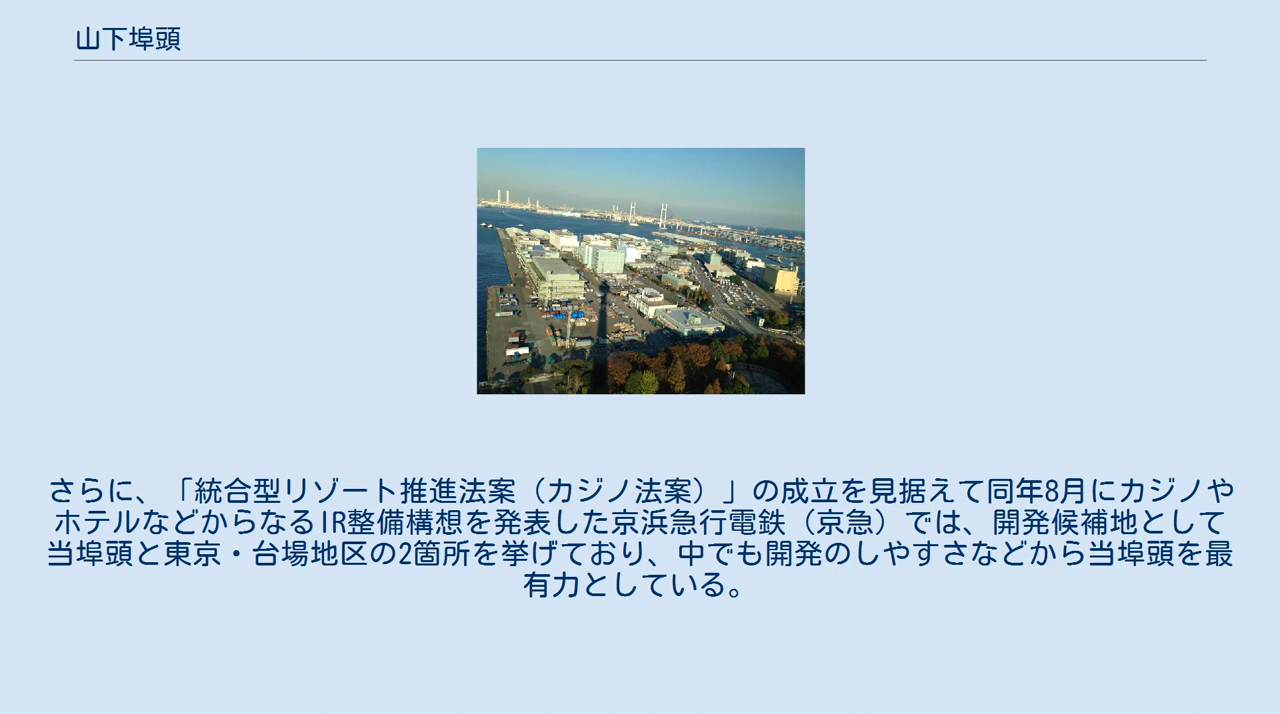 山下埠頭
さらに、「統合型リゾート推進法案（カジノ法案）」の成立を見据えて同年8月にカジノや
ホテルなどからなるIR整備構想を発表した京浜急行電鉄（京急）では、開発候補地として
当埠頭と東京・台場地区の2箇所を挙げており、中でも開発のしやすさなどから当埠頭を最
有力としている。